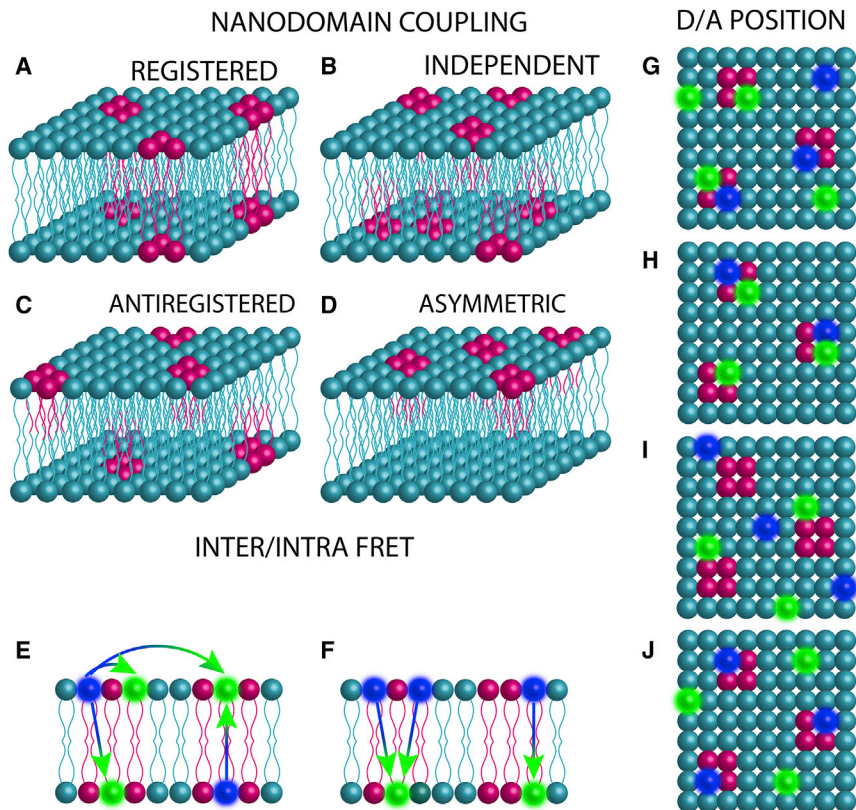 NANODOMAIN COUPLING
D/A POSITION
A
REGISTERED
B
INDEPENDENT
C
ANTIREGISTERED
D
ASYMMETRIC
INTER/INTRA FRET
E
F
G
H
I
J